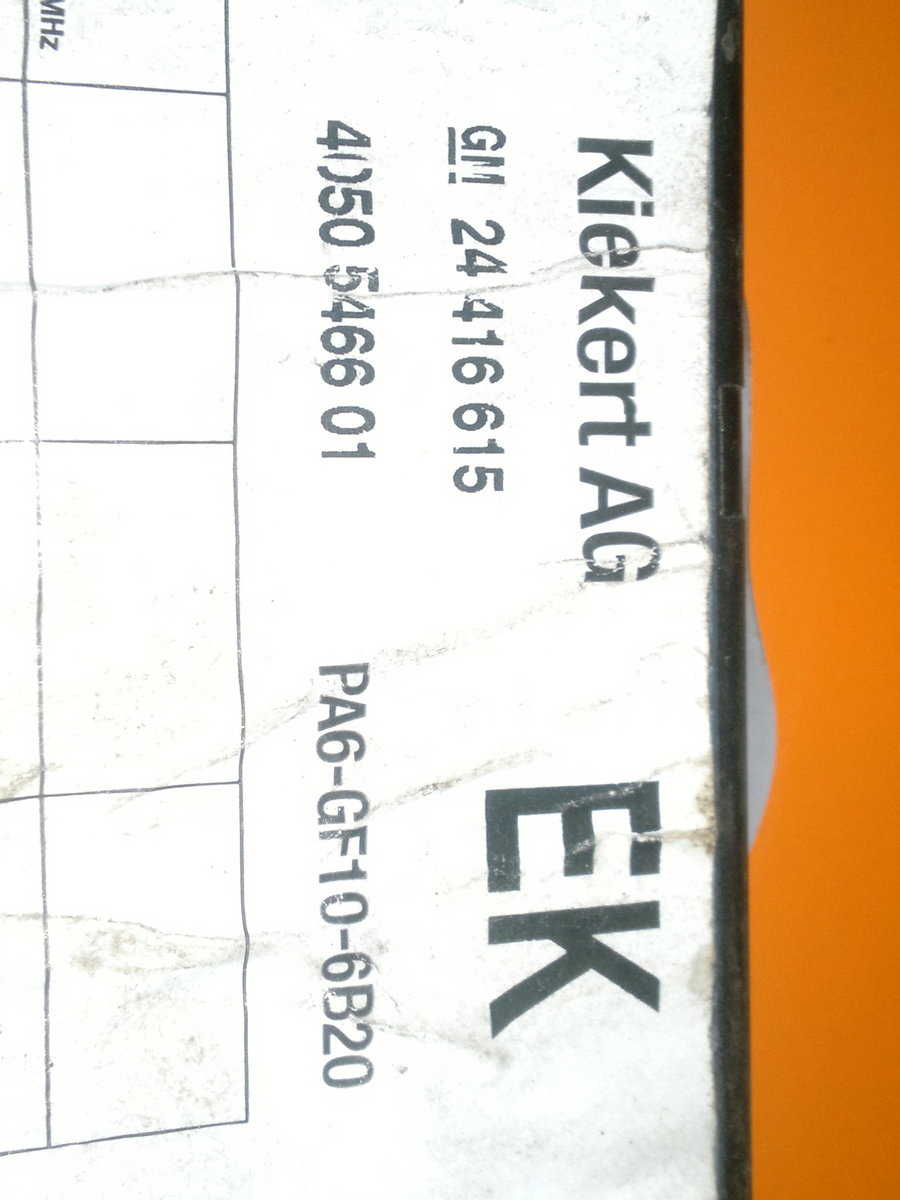 Kiekert AG
EK
GM 24 416 615
4050 5466 01
PA6-GF10-6B20
MHz